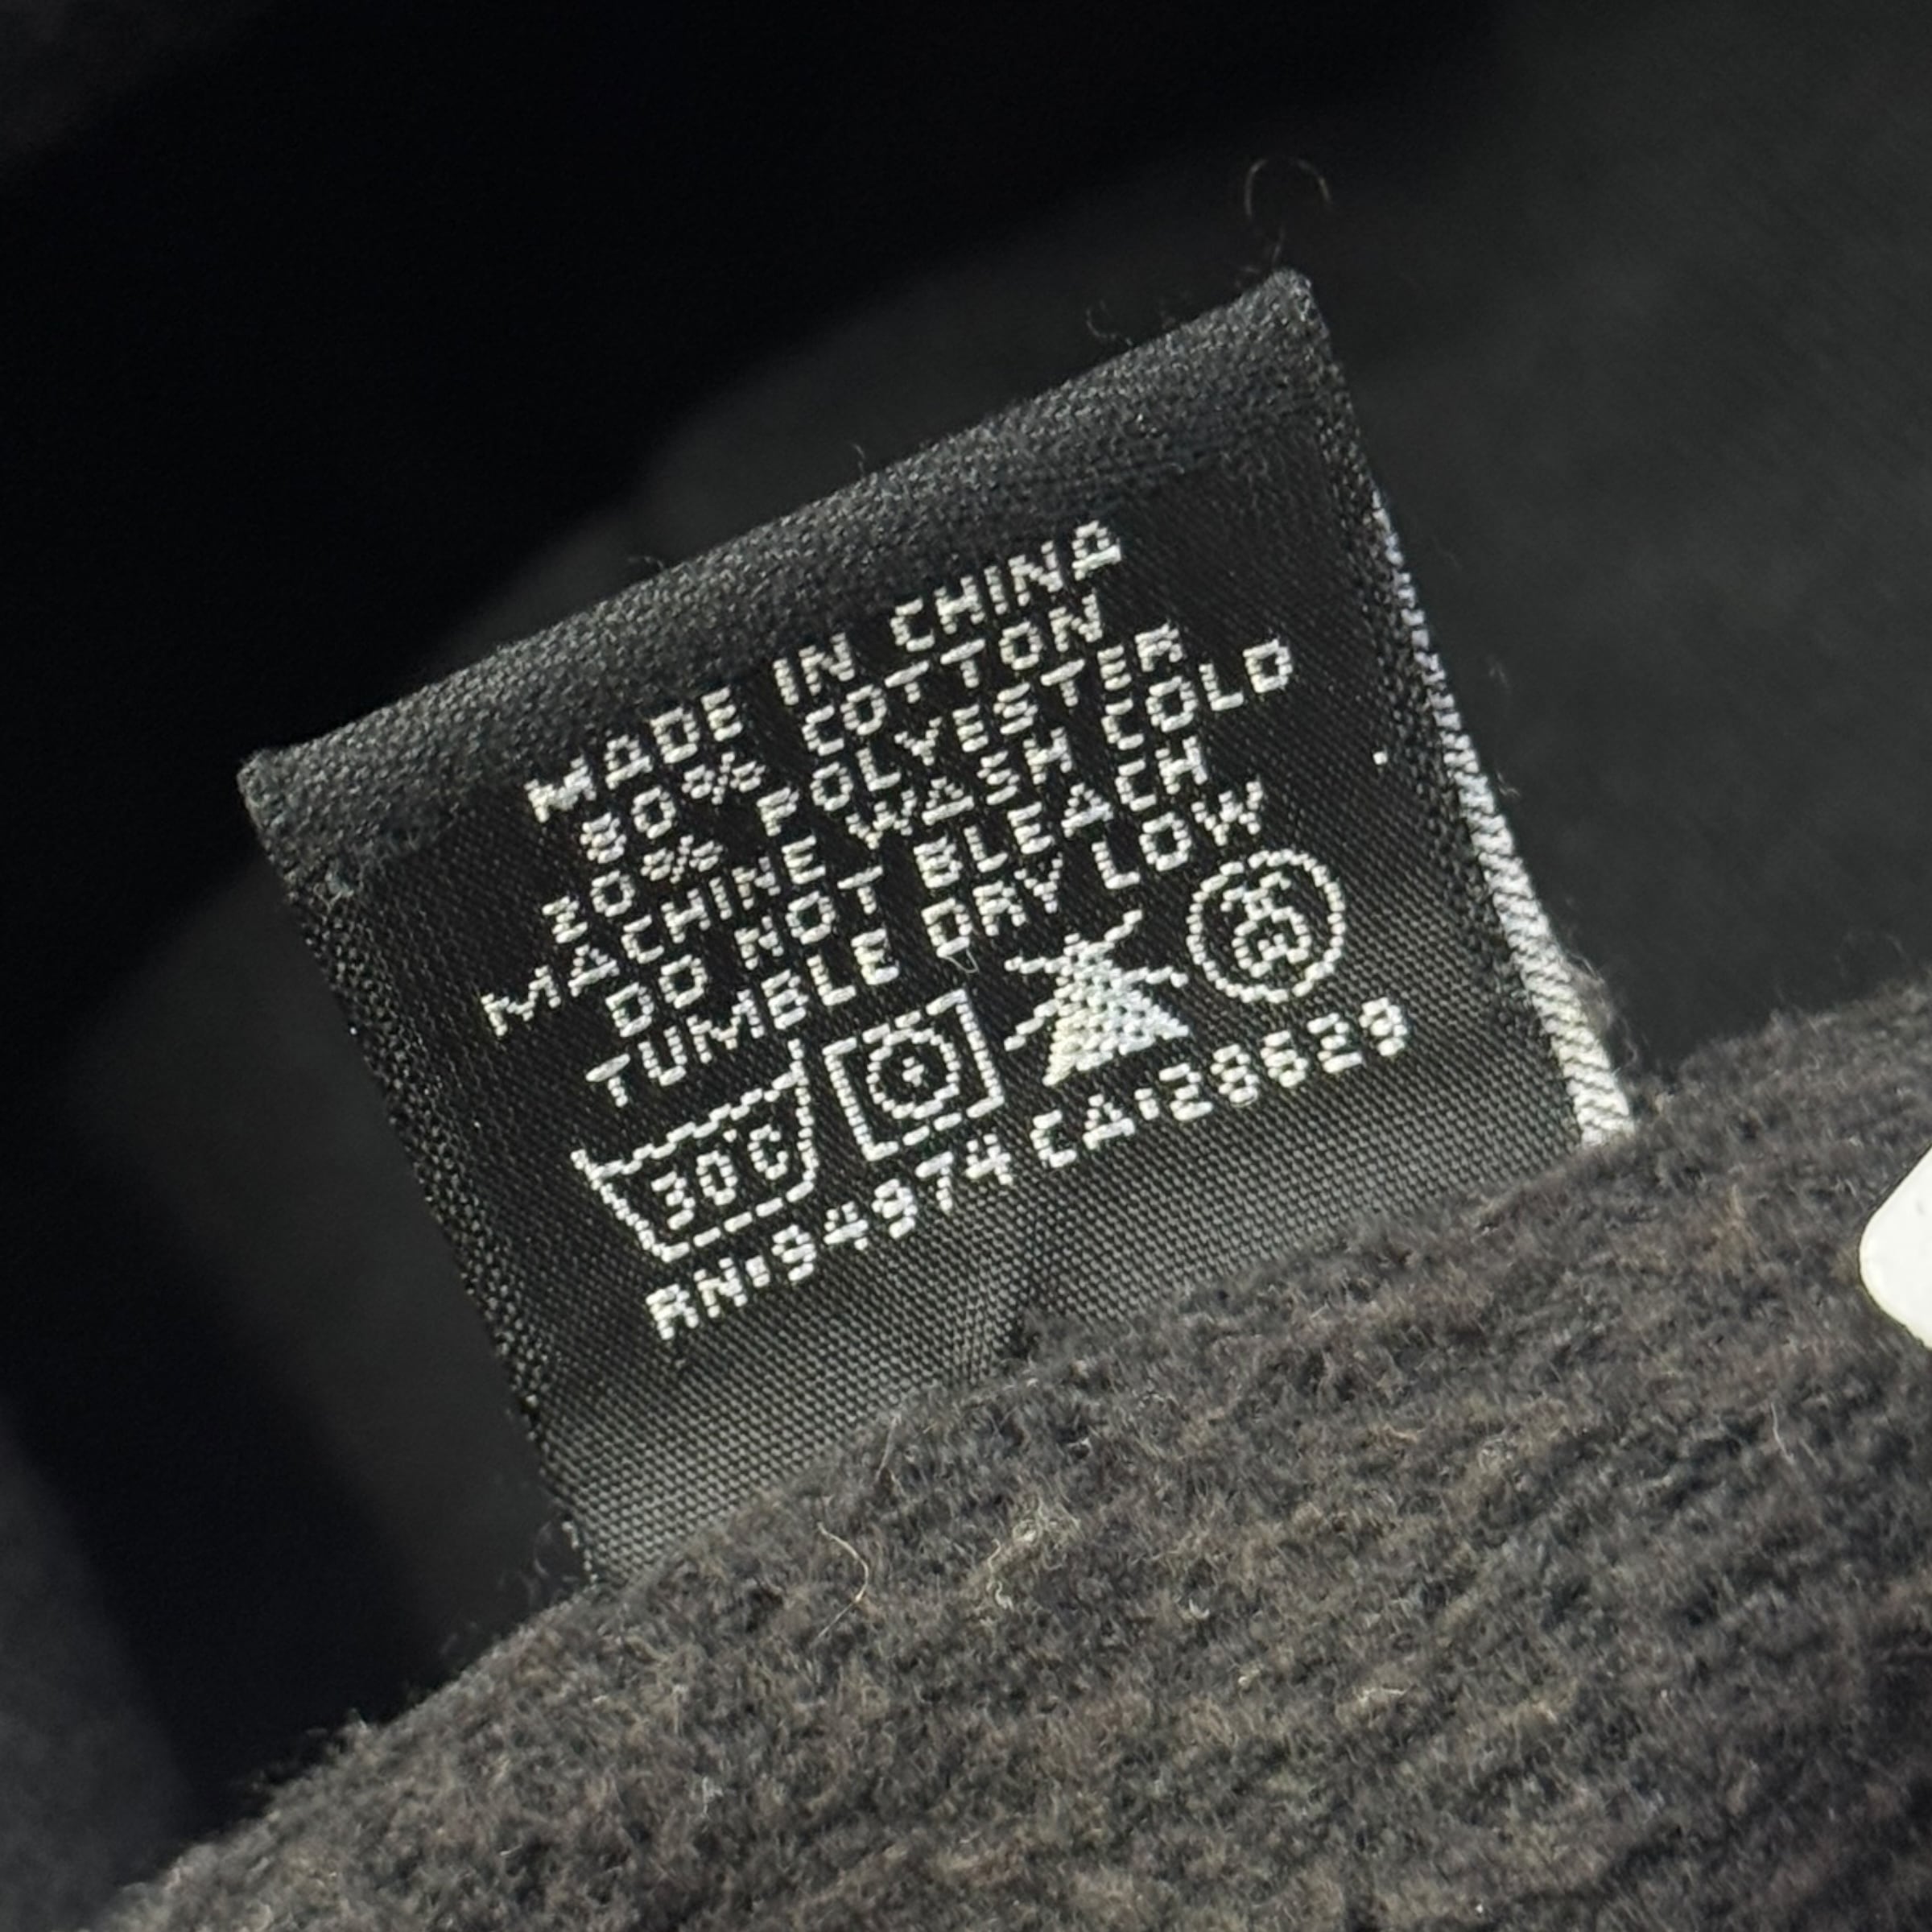 MADE IN CHINA
80% COTTON
20% POLYESTER
MACHINE WASH COLD
DO NOT BLEACH
TUMBLE DRY LOW
30°C
RN:94974 CA:28629